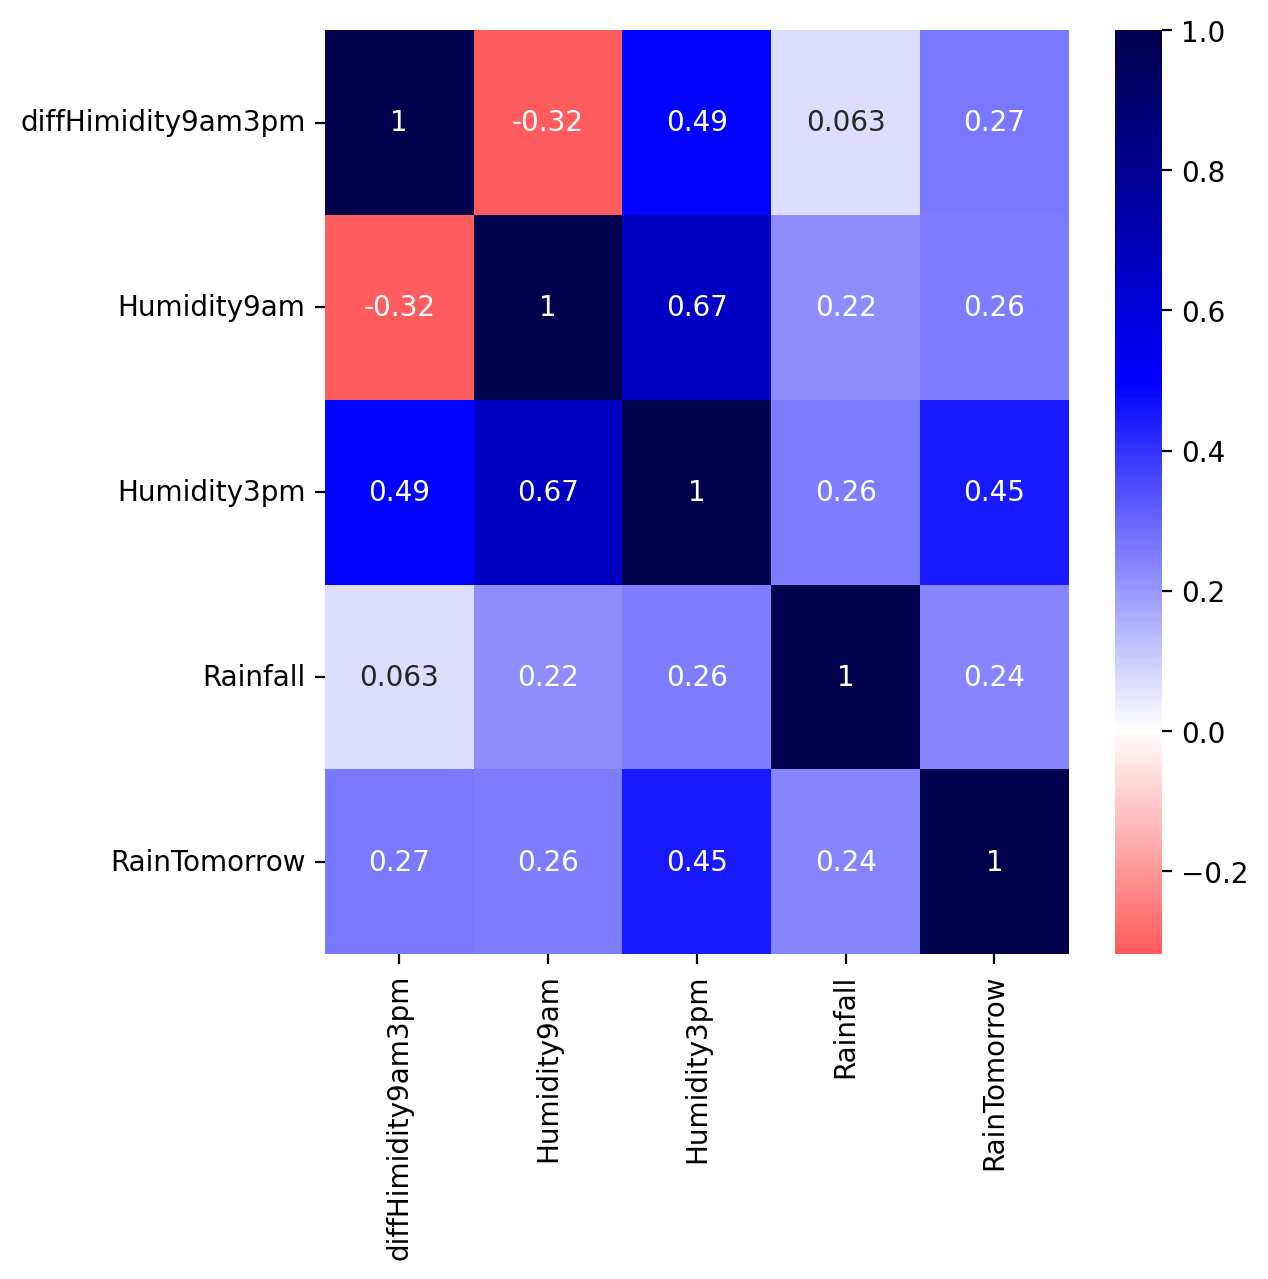 diffHimidity9am3pm 1 -0.32 0.49 0.063 0.27
Humidity9am -0.32 1 0.67 0.22 0.26
Humidity3pm 0.49 0.67 1 0.26 0.45
Rainfall 0.063 0.22 0.26 1 0.24
RainTomorrow 0.27 0.26 0.45 0.24 1
diffHimidity9am3pm
Humidity9am
Humidity3pm
Rainfall
RainTomorrow
1.0
0.8
0.6
0.4
0.2
0.0
−0.2